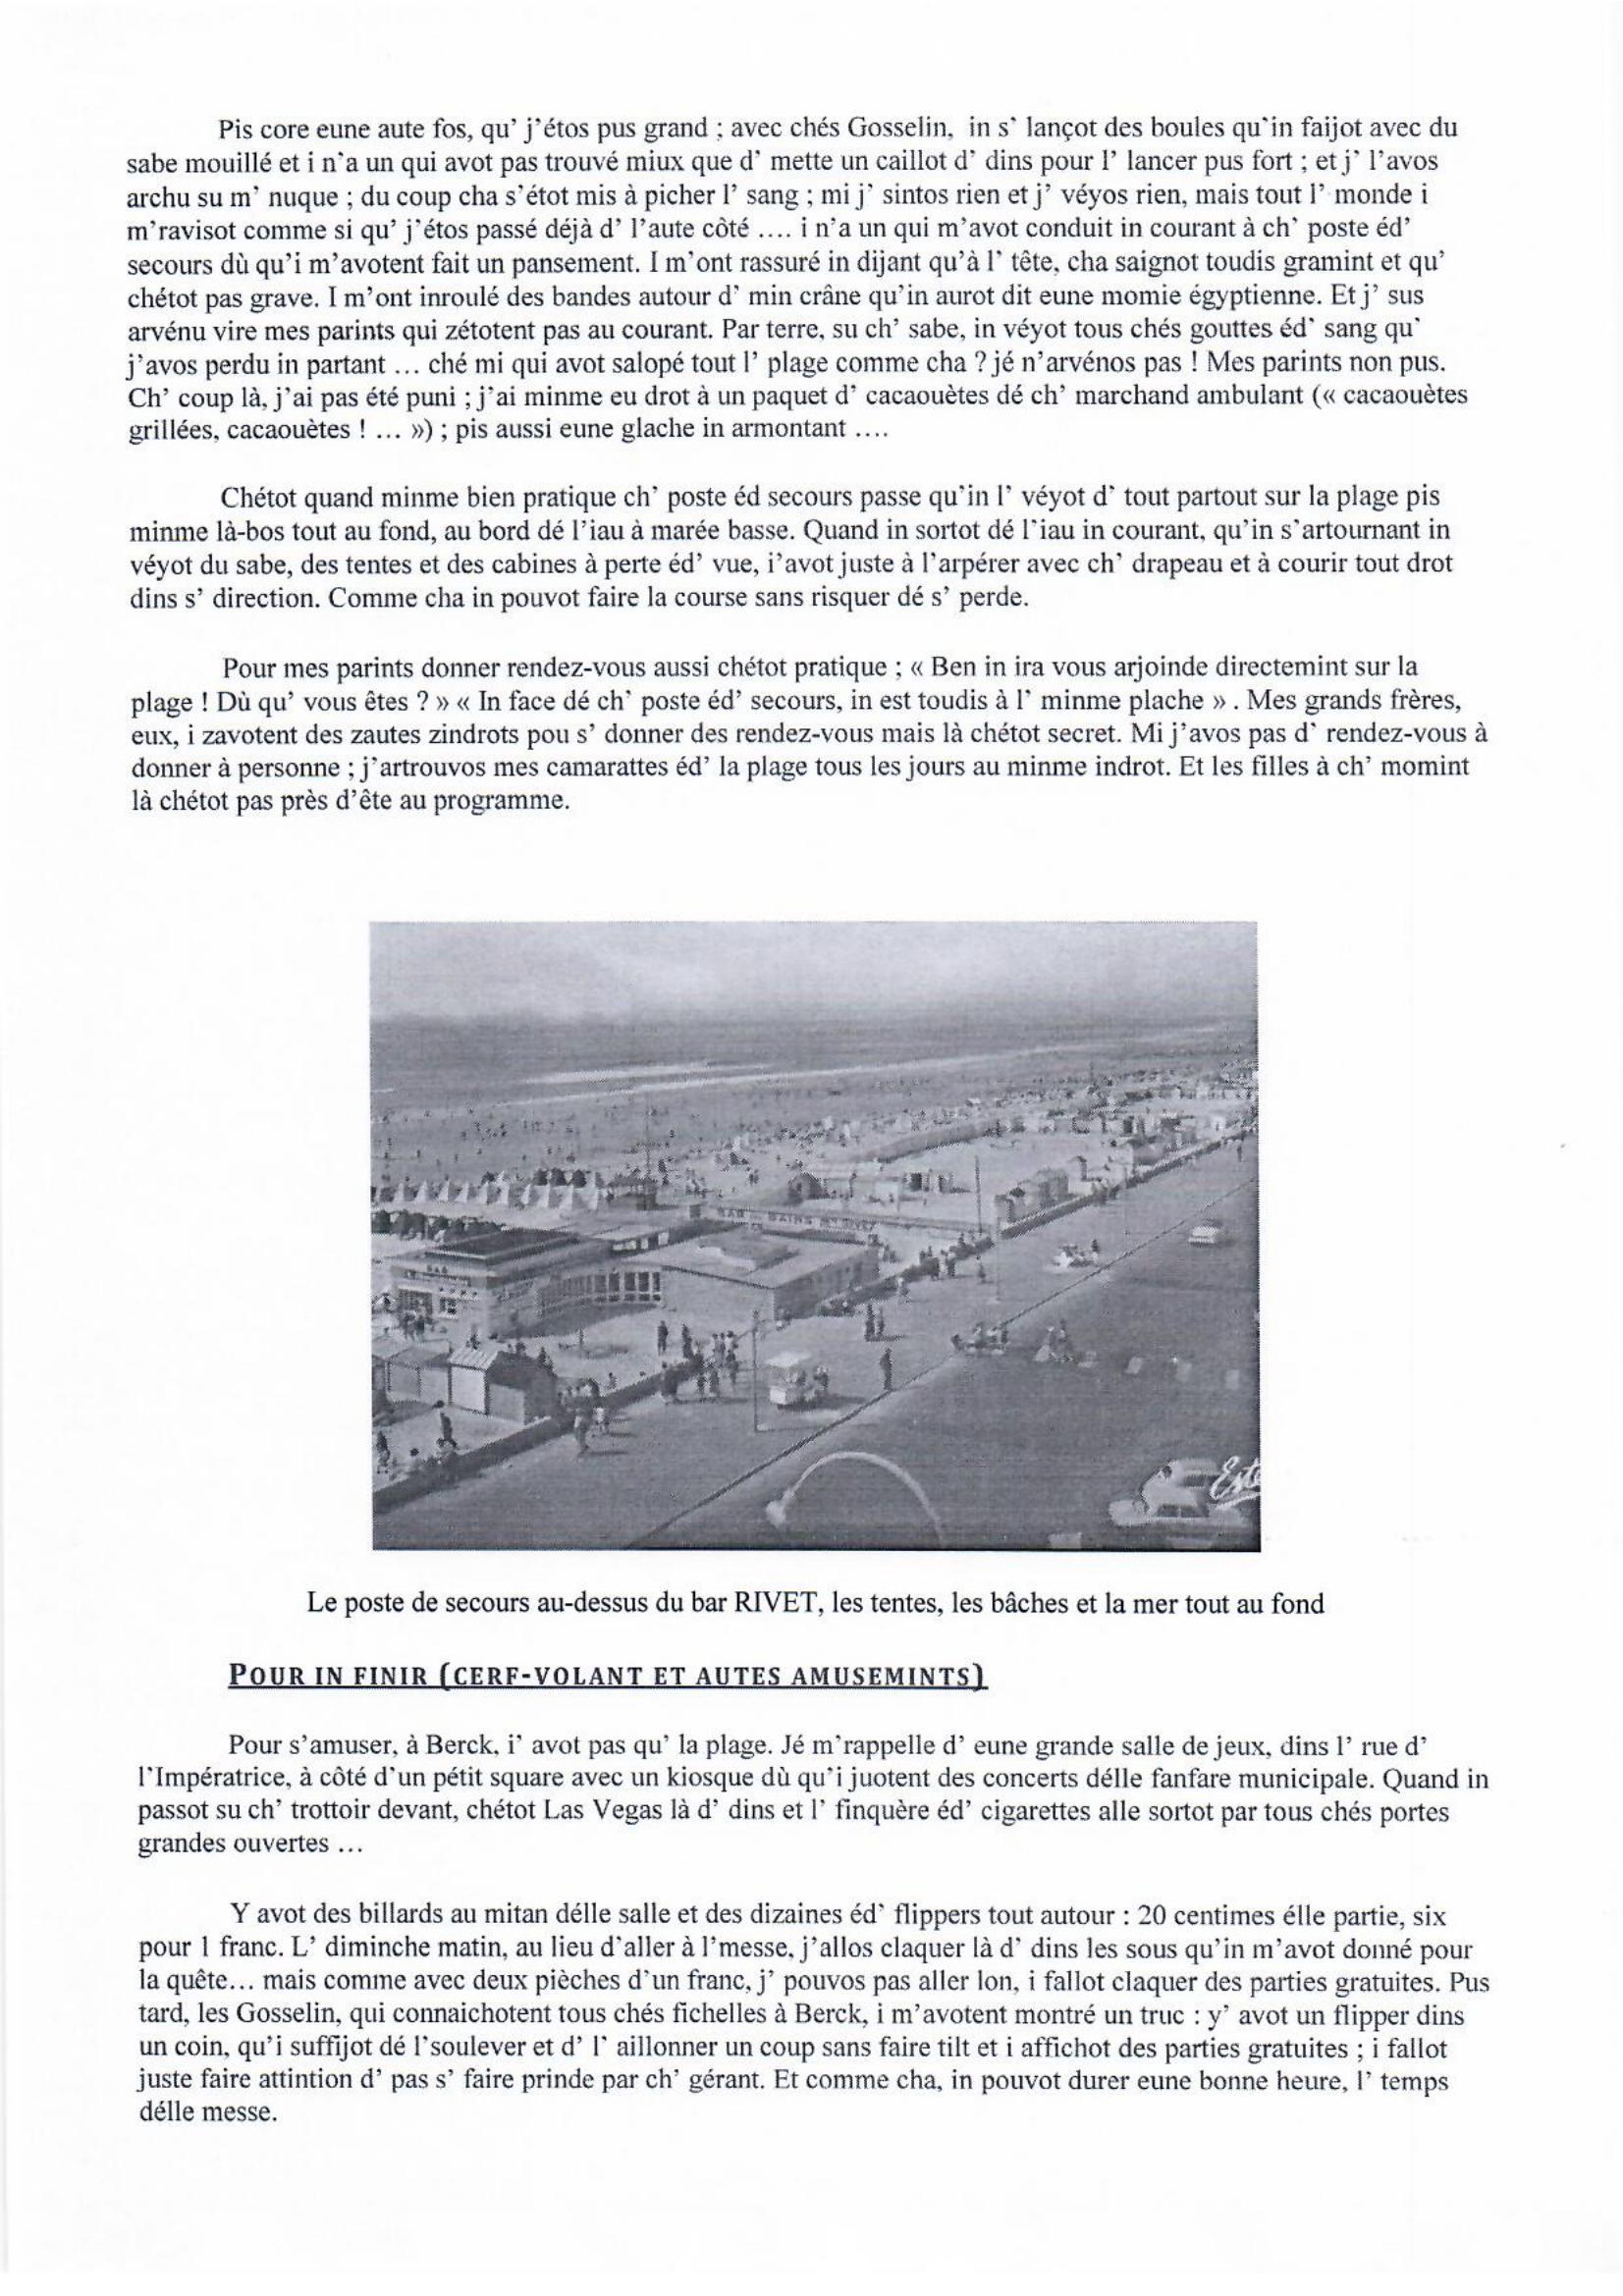 Pis core eune aute fos, qu' j'étos pus grand ; avec chés Gosselin, in s' lançot des boules qu'in faijot avec du
sabe mouillé et i n'a un qui avot pas trouvé miux que d' mette un caillot d' dins pour l' lancer pus fort ; et j' l'avos
archu su m' nuque ; du coup cha s'étot mis à picher l' sang ; mi j' sintos rien et j' véyos rien, mais tout l' monde i
m'ravisot comme si qu' j'étos passé déjà d' l'aute côté .... i n'a un qui m'avot conduit in courant à ch' poste éd'
secours dù qu'i m'avotent fait un pansement. I m'ont rassuré in dijant qu'à l' tête, cha saignot toudis gramint et qu'
chétot pas grave. I m'ont inroulé des bandes autour d' min crâne qu'in aurot dit eune momie égyptienne. Et j' sus
arvénu vire mes parints qui zétotent pas au courant. Par terre, su ch' sabe, in véyot tous chés gouttes éd' sang qu'
j'avos perdu in partant ... ché mi qui avot salopé tout l' plage comme cha ? jé n'arvénos pas ! Mes parints non pus.
Ch' coup là, j'ai pas été puni ; j'ai minme eu drot à un paquet d' cacaouètes dé ch' marchand ambulant (« cacaouètes
grillées, cacaouètes ! ... ») ; pis aussi eune glache in armontant ....
Chétot quand minme bien pratique ch' poste éd secours passe qu'in l' véyot d' tout partout sur la plage pis
minme là-bos tout au fond, au bord dé l'iau à marée basse. Quand in sortot dé l'iau in courant, qu'in s'artournant in
véyot du sabe, des tentes et des cabines à perte éd' vue, i'avot juste à l'arpérer avec ch' drapeau et à courir tout drot
dins s' direction. Comme cha in pouvot faire la course sans risquer dé s' perde.
Pour mes parints donner rendez-vous aussi chétot pratique ; « Ben in ira vous arjoinde directemint sur la
plage ! Dù qu' vous êtes ? » « In face dé ch' poste éd' secours, in est toudis à l' minme plache » . Mes grands frères,
eux, i zavotent des zautes zindrots pou s' donner des rendez-vous mais là chétot secret. Mi j'avos pas d' rendez-vous à
donner à personne ; j'artrouvos mes camarattes éd' la plage tous les jours au minme indrot. Et les filles à ch' momint
là chétot pas près d'ête au programme.
BAR
BAR BAINS RIVET
Le poste de secours au-dessus du bar RIVET, les tentes, les bâches et la mer tout au fond
POUR IN FINIR (CERF-VOLANT ET AUTES AMUSEMINTS)
Pour s'amuser, à Berck, i' avot pas qu' la plage. Jé m'rappelle d' eune grande salle de jeux, dins l' rue d'
l'Impératrice, à côté d'un pétit square avec un kiosque dù qu'i juotent des concerts délle fanfare municipale. Quand in
passot su ch' trottoir devant, chétot Las Vegas là d' dins et l' finquère éd' cigarettes alle sortot par tous chés portes
grandes ouvertes ...
Y avot des billards au mitan délle salle et des dizaines éd' flippers tout autour : 20 centimes élle partie, six
pour 1 franc. L' diminche matin, au lieu d'aller à l'messe, j'allos claquer là d' dins les sous qu'in m'avot donné pour
la quête... mais comme avec deux pièches d'un franc, j' pouvos pas aller lon, i fallot claquer des parties gratuites. Pus
tard, les Gosselin, qui connaichotent tous chés fichelles à Berck, i m'avotent montré un truc : y' avot un flipper dins
un coin, qu'i suffijot dé l'soulever et d' l' aillonner un coup sans faire tilt et i affichot des parties gratuites ; i fallot
juste faire attintion d' pas s' faire prinde par ch' gérant. Et comme cha, in pouvot durer eune bonne heure, l' temps
délle messe.